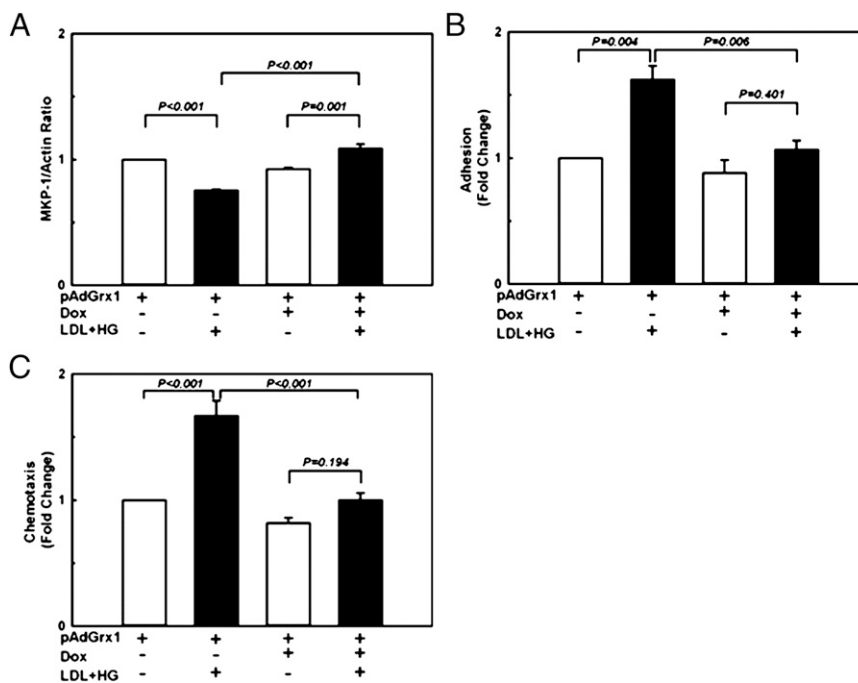 A
2
P<0.001
P<0.001
P=0.001
1
0
MKP-1/Actin Ratio
pAdGrx1 + + + +
Dox - - + +
LDL+HG - + - +
B
2
P=0.004
P=0.006
P=0.401
1
0
Adhesion
(Fold Change)
pAdGrx1 + + + +
Dox - - + +
LDL+HG - + - +
C
2
P<0.001
P<0.001
P=0.194
1
0
Chemotaxis
(Fold Change)
pAdGrx1 + + + +
Dox - - + +
LDL+HG - + - +